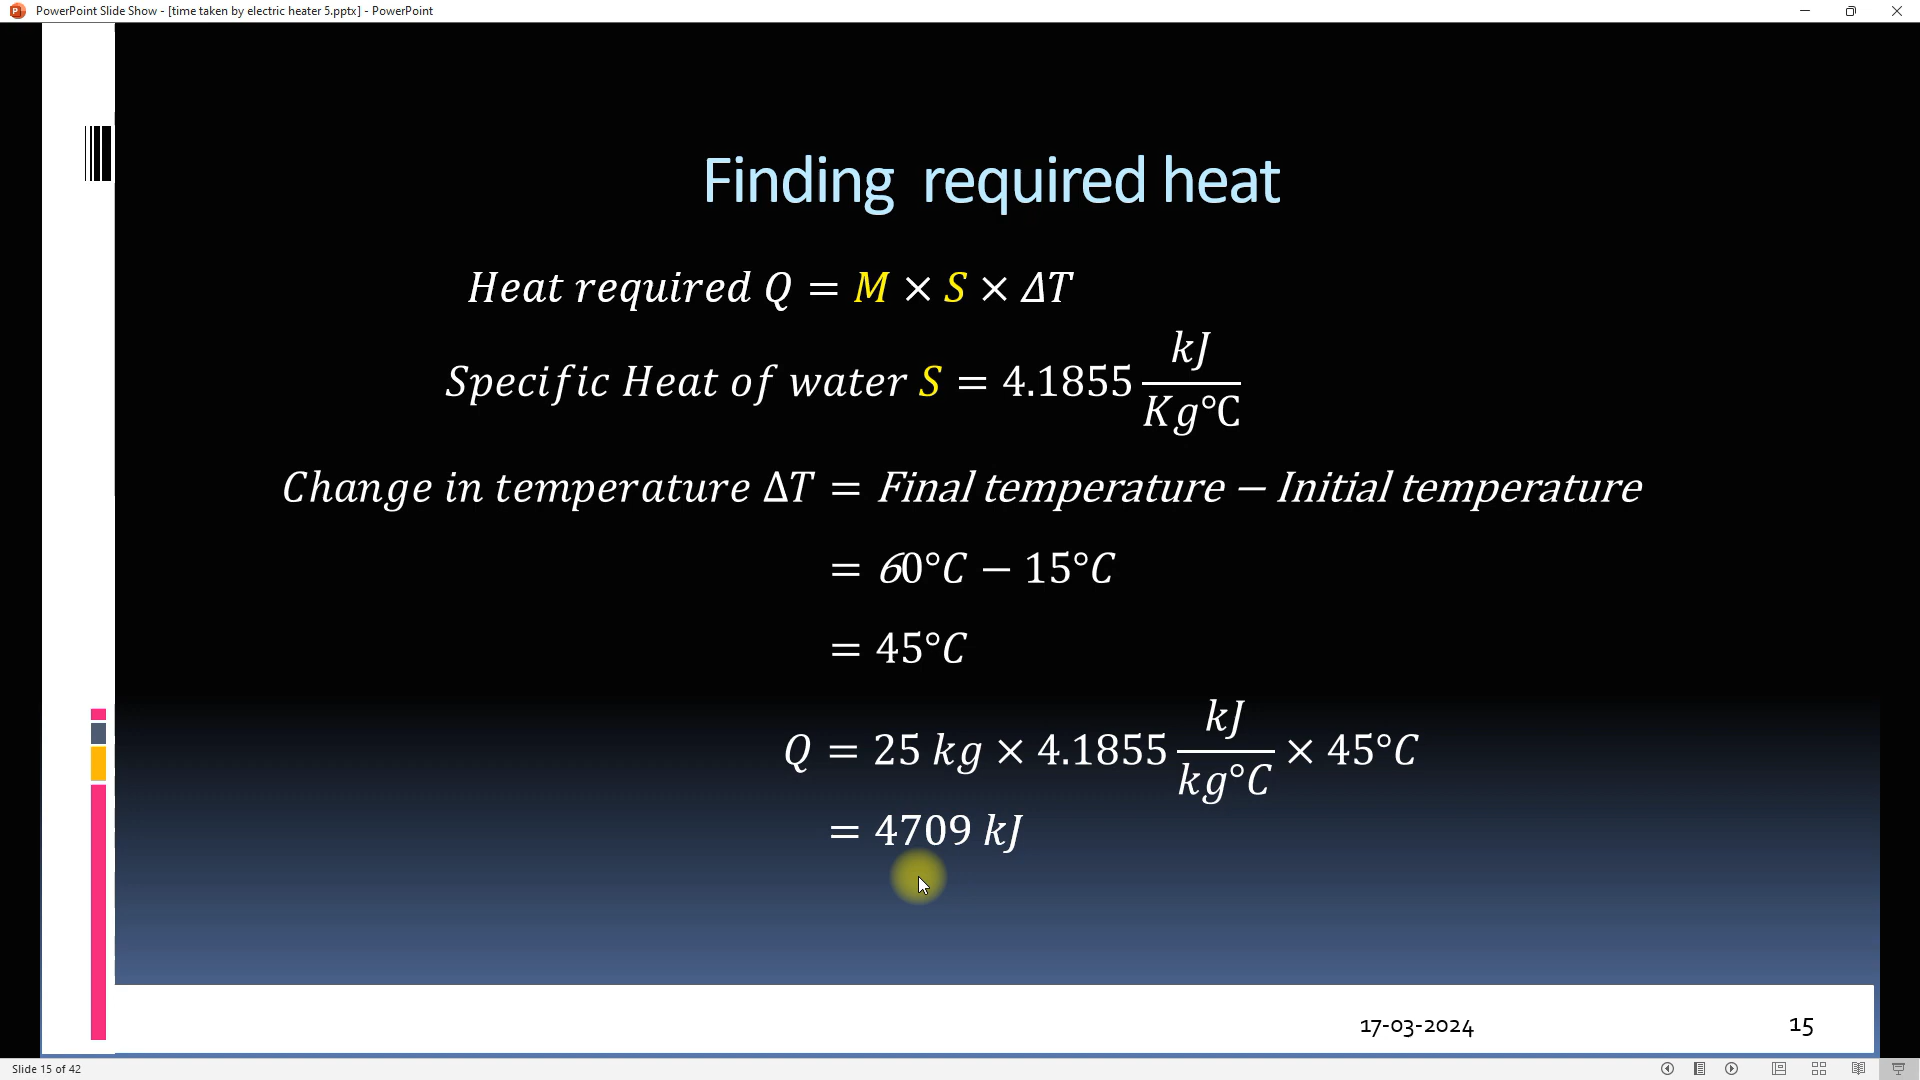 PowerPoint Slide Show - [time taken by electric heater 5.pptx] - PowerPoint
Finding required heat
Heat required Q = M × S × ΔT
Specific Heat of water S = 4.1855 kJ/Kg°C
Change in temperature ΔT = Final temperature − Initial temperature
= 60°C − 15°C
= 45°C
Q = 25 kg × 4.1855 kJ/kg°C × 45°C
= 4709 kJ
17-03-2024
15
Slide 15 of 42